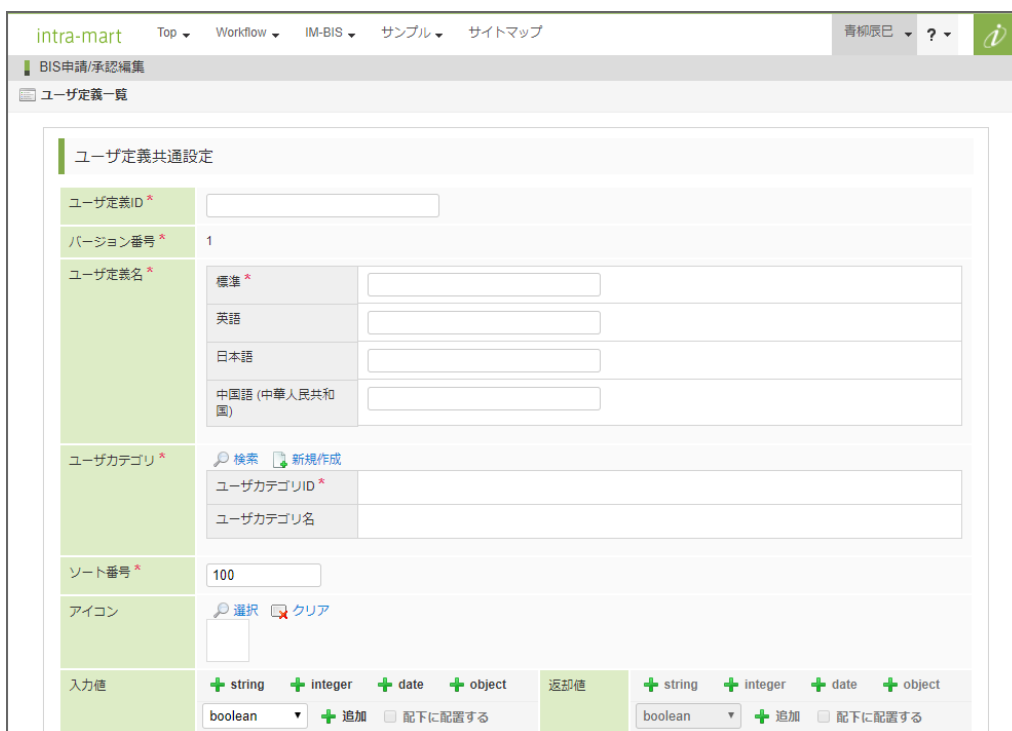 intra-mart Top Workflow IM-BIS サンプル サイトマップ 青柳辰巳 ?
BIS申請/承認編集
ユーザ定義一覧
ユーザ定義共通設定
ユーザ定義ID*
バージョン番号* 1
ユーザ定義名* 標準*
英語
日本語
中国語 (中華人民共和
国)
ユーザカテゴリ* 検索 新規作成
ユーザカテゴリID*
ユーザカテゴリ名
ソート番号* 100
アイコン 選択 クリア
入力値 string integer date object 返却値 string integer date object
boolean 追加 配下に配置する boolean 追加 配下に配置する